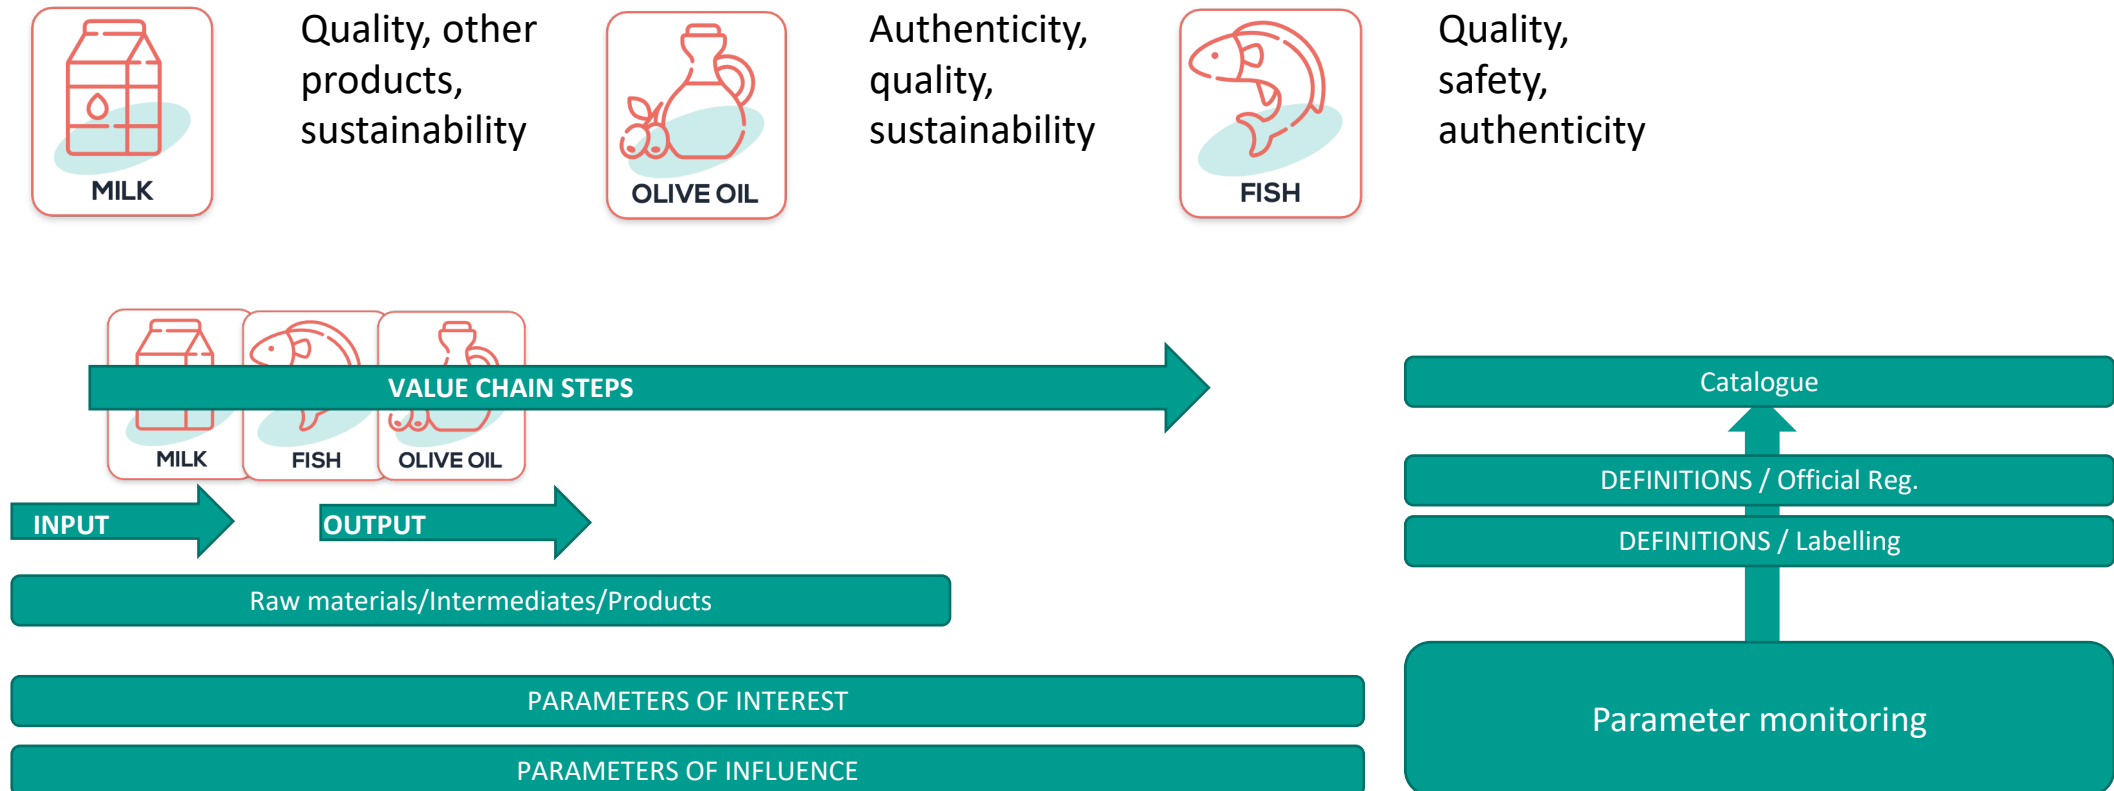 Quality, other
products,
sustainability
MILK
Authenticity,
quality,
sustainability
OLIVE OIL
Quality,
safety,
authenticity
FISH
VALUE CHAIN STEPS
MILK
FISH
OLIVE OIL
INPUT
OUTPUT
Raw materials/Intermediates/Products
PARAMETERS OF INTEREST
PARAMETERS OF INFLUENCE
Catalogue
DEFINITIONS / Official Reg.
DEFINITIONS / Labelling
Parameter monitoring